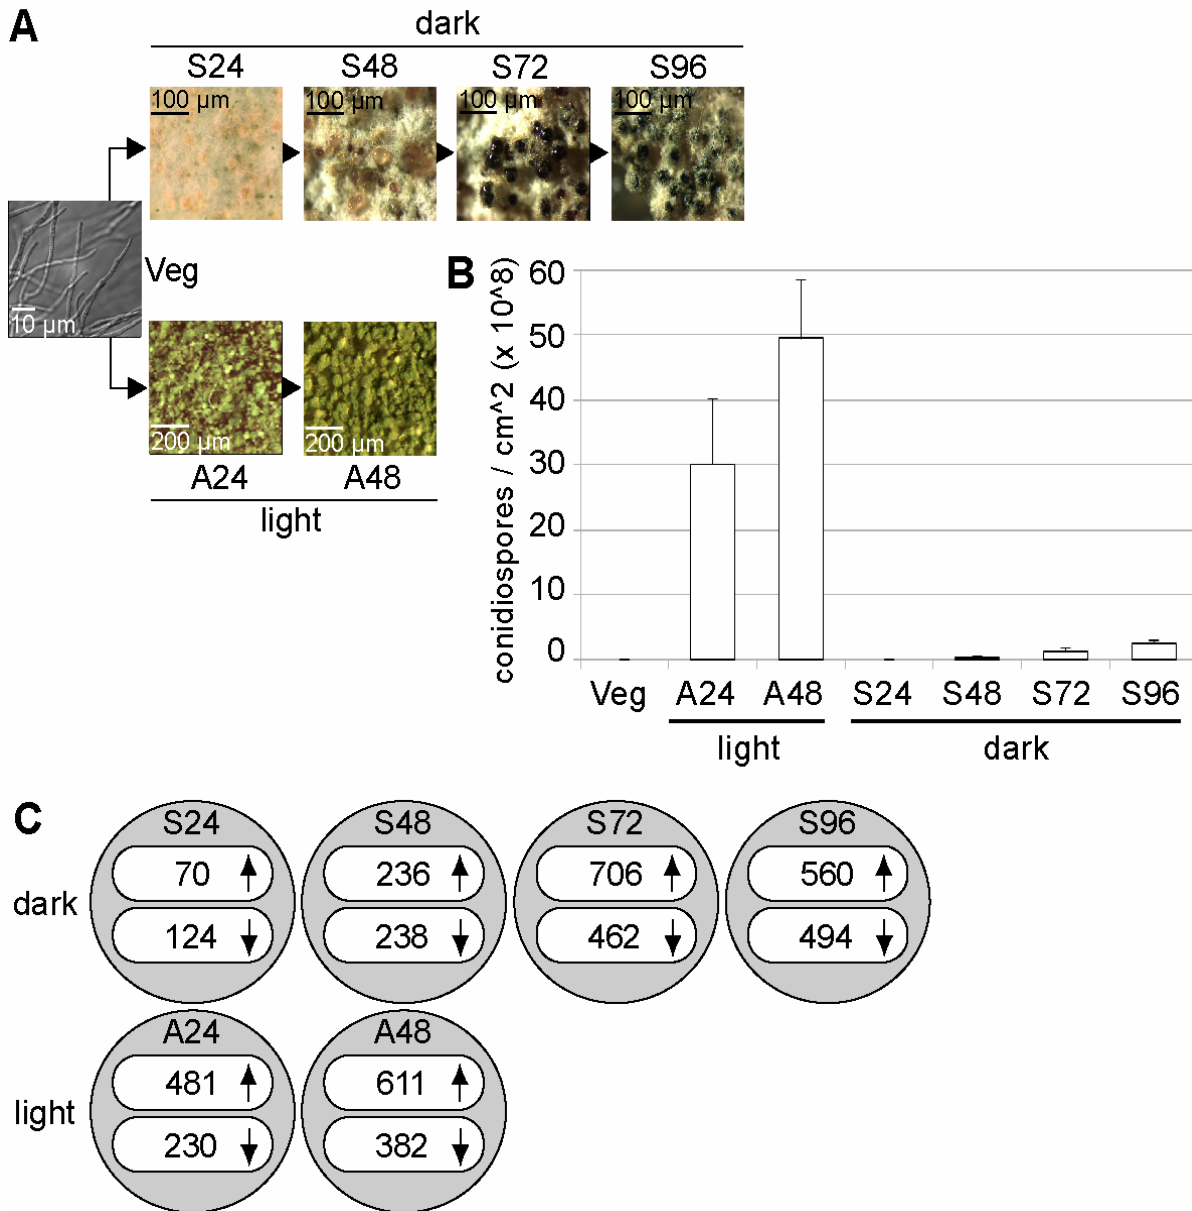 A
dark
S24 S48 S72 S96
100 µm 100 µm 100 µm 100 µm
Veg
10 µm
200 µm 200 µm
A24 A48
light
B
conidiospores / cm^2 (x 10^8)
60
50
40
30
20
10
0
Veg A24 A48 S24 S48 S72 S96
light dark
C
S24 S48 S72 S96
70 236 706 560
dark
124 238 462 494
A24 A48
481 611
light
230 382